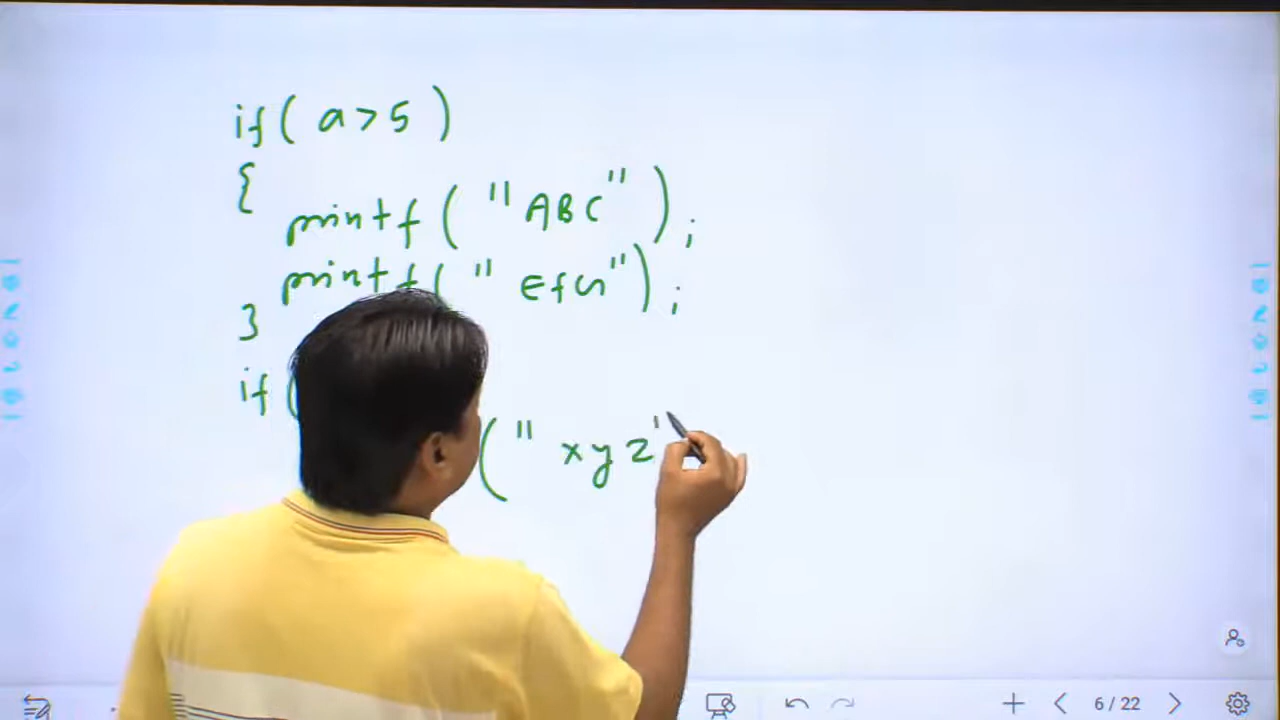 if( a>5 )
{
printf( "ABC" );
printf( "EFG" );
}
if (
( " xyz"
6 / 22